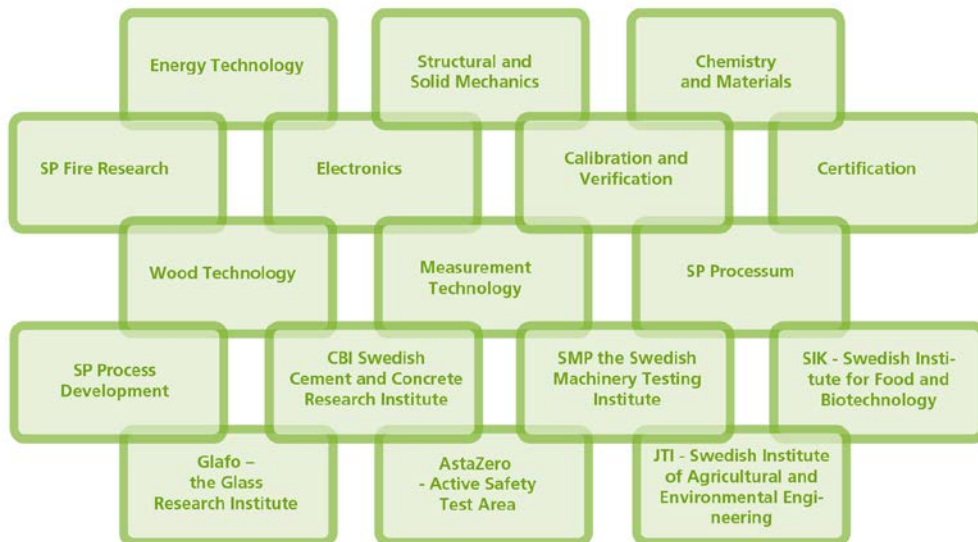 Energy Technology
Structural and
Solid Mechanics
Chemistry
and Materials
SP Fire Research
Electronics
Calibration and
Verification
Certification
Wood Technology
Measurement
Technology
SP Processum
SP Process
Development
CBI Swedish
Cement and Concrete
Research Institute
SMP the Swedish
Machinery Testing
Institute
SIK - Swedish Insti-
tute for Food and
Biotechnology
Glafo –
the Glass
Research Institute
AstaZero
- Active Safety
Test Area
JTI - Swedish Institute
of Agricultural and
Environmental Engi-
neering